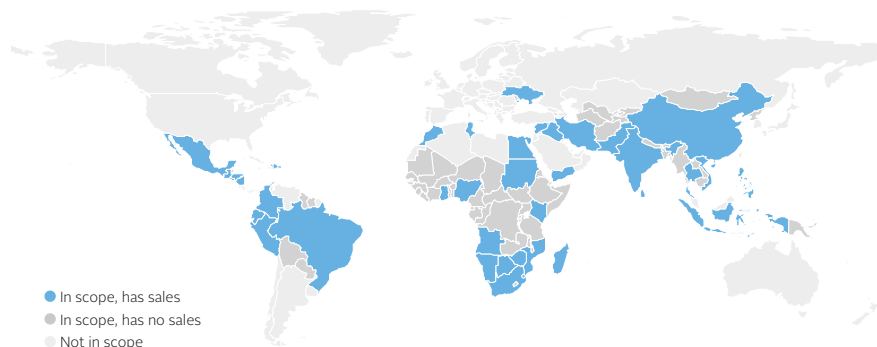 In scope, has sales
In scope, has no sales
Not in scope